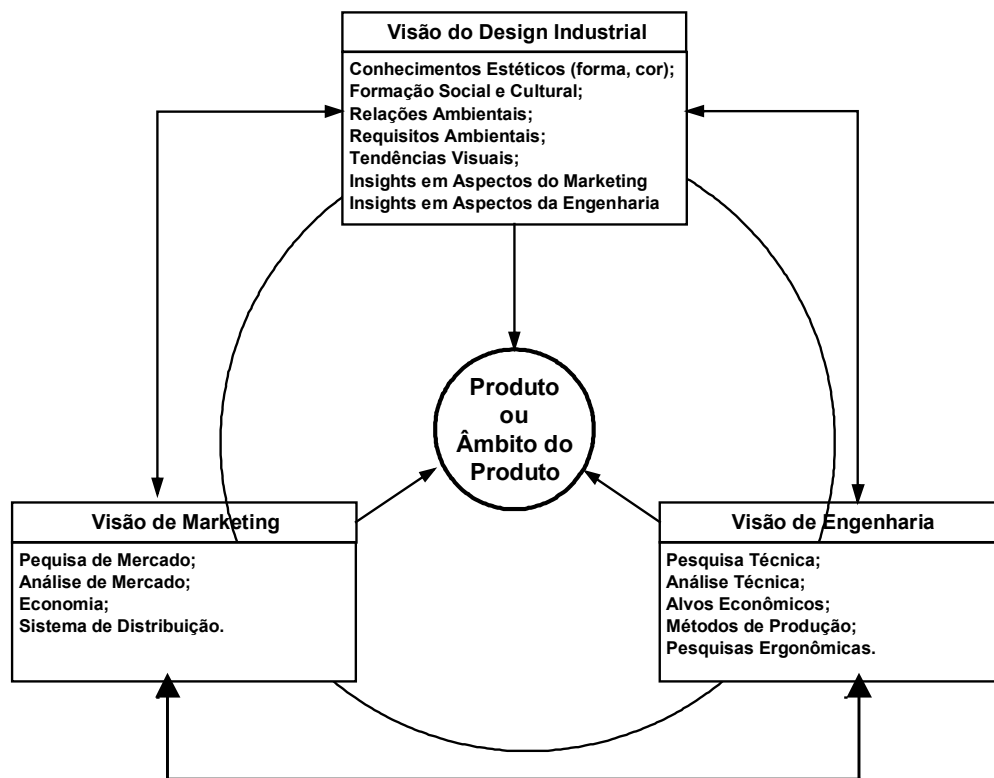 Visão do Design Industrial
Conhecimentos Estéticos (forma, cor);
Formação Social e Cultural;
Relações Ambientais;
Requisitos Ambientais;
Tendências Visuais;
Insights em Aspectos do Marketing
Insights em Aspectos da Engenharia
Produto
ou
Âmbito do
Produto
Visão de Marketing
Pequisa de Mercado;
Análise de Mercado;
Economia;
Sistema de Distribuição.
Visão de Engenharia
Pesquisa Técnica;
Análise Técnica;
Alvos Econômicos;
Métodos de Produção;
Pesquisas Ergonômicas.